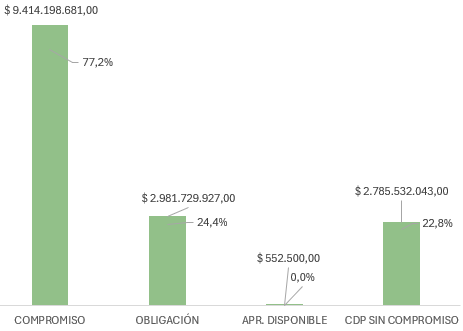 $ 9.414.198.681,00
77,2%
$ 2.981.729.927,00
24,4%
$ 552.500,00
0,0%
$ 2.785.532.043,00
22,8%
COMPROMISO
OBLIGACIÓN
APR. DISPONIBLE
CDP SIN COMPROMISO